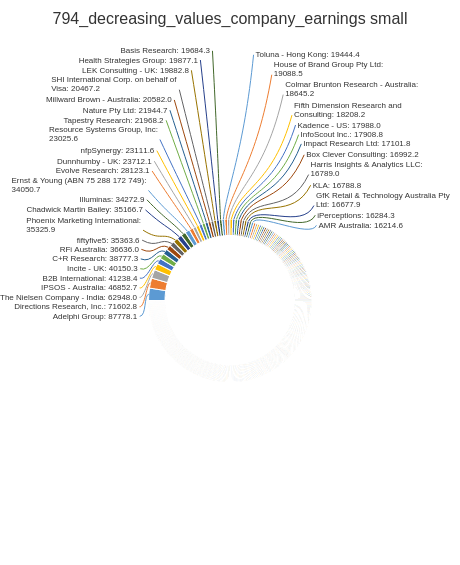 794_decreasing_values_company_earnings small
Basis Research: 19684.3
Health Strategies Group: 19877.1
LEK Consulting - UK: 19882.8
SHI International Corp. on behalf of
Visa: 20467.2
Millward Brown - Australia: 20582.0
Nature Pty Ltd: 21944.7
Tapestry Research: 21968.2
Resource Systems Group, Inc:
23025.6
nfpSynergy: 23111.6
Dunnhumby - UK: 23712.1
Evolve Research: 28123.1
Ernst & Young (ABN 75 288 172 749):
34050.7
Illuminas: 34272.9
Chadwick Martin Bailey: 35166.7
Phoenix Marketing International:
35325.9
fiftyfive5: 35363.6
RFi Australia: 36636.0
C+R Research: 38777.3
Incite - UK: 40150.3
B2B International: 41238.4
IPSOS - Australia: 46852.7
The Nielsen Company - India: 62948.0
Directions Research, Inc.: 71602.8
Adelphi Group: 87778.1
Toluna - Hong Kong: 19444.4
House of Brand Group Pty Ltd:
19088.5
Colmar Brunton Research - Australia:
18645.2
Fifth Dimension Research and
Consulting: 18208.2
Kadence - US: 17988.0
InfoScout Inc.: 17908.8
Impact Research Ltd: 17101.8
Box Clever Consulting: 16992.2
Harris Insights & Analytics LLC:
16789.0
KLA: 16788.8
GfK Retail & Technology Australia Pty
Ltd: 16677.9
iPerceptions: 16284.3
AMR Australia: 16214.6